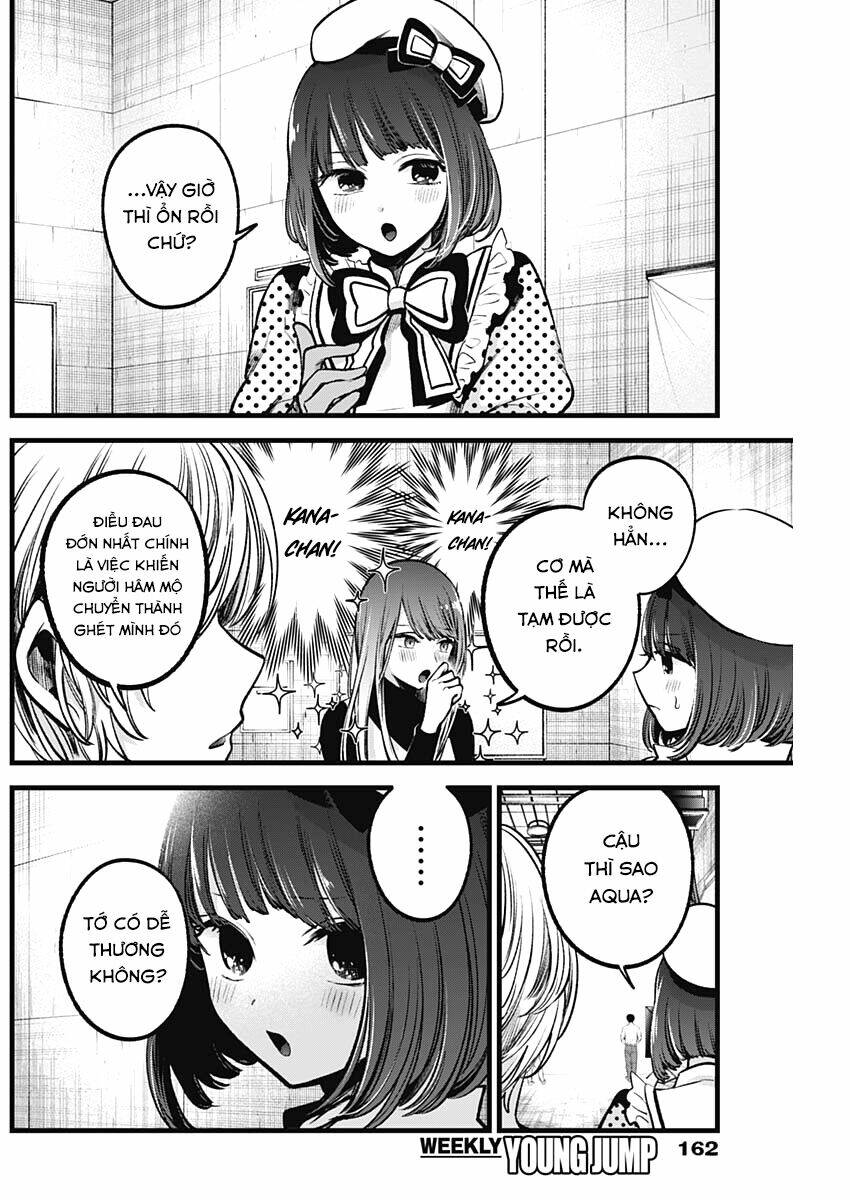 ...VẬY GIỜ
THÌ ỔN RỒI
CHỨ?
KHÔNG
HẲN...
CƠ MÀ
THẾ LÀ
TẠM ĐƯỢC
RỒI.
KANA-
CHAN!
KANA-
CHAN!
ĐIỀU ĐAU
ĐỚN NHẤT CHÍNH
LÀ VIỆC KHIẾN
NGƯỜI HÂM MỘ
CHUYỂN THÀNH
GHÉT MÌNH ĐÓ
CẬU
THÌ SAO
AQUA?
......
TỚ CÓ DỄ
THƯƠNG
KHÔNG?
WEEKLY YOUNG JUMP 162